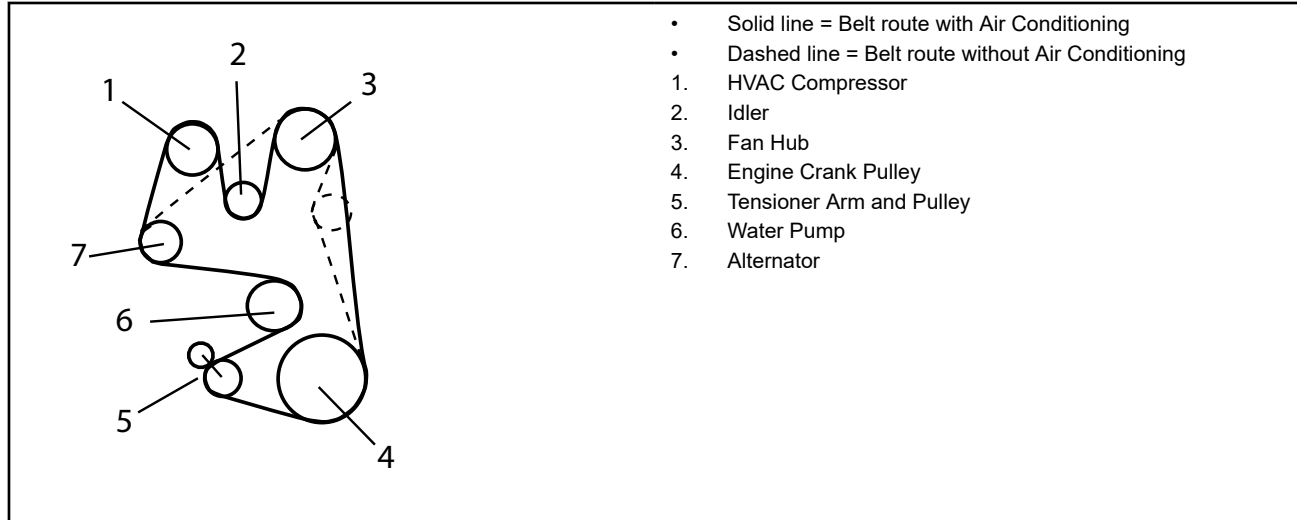 1
2
3
7
6
5
4
• Solid line = Belt route with Air Conditioning
• Dashed line = Belt route without Air Conditioning
1. HVAC Compressor
2. Idler
3. Fan Hub
4. Engine Crank Pulley
5. Tensioner Arm and Pulley
6. Water Pump
7. Alternator